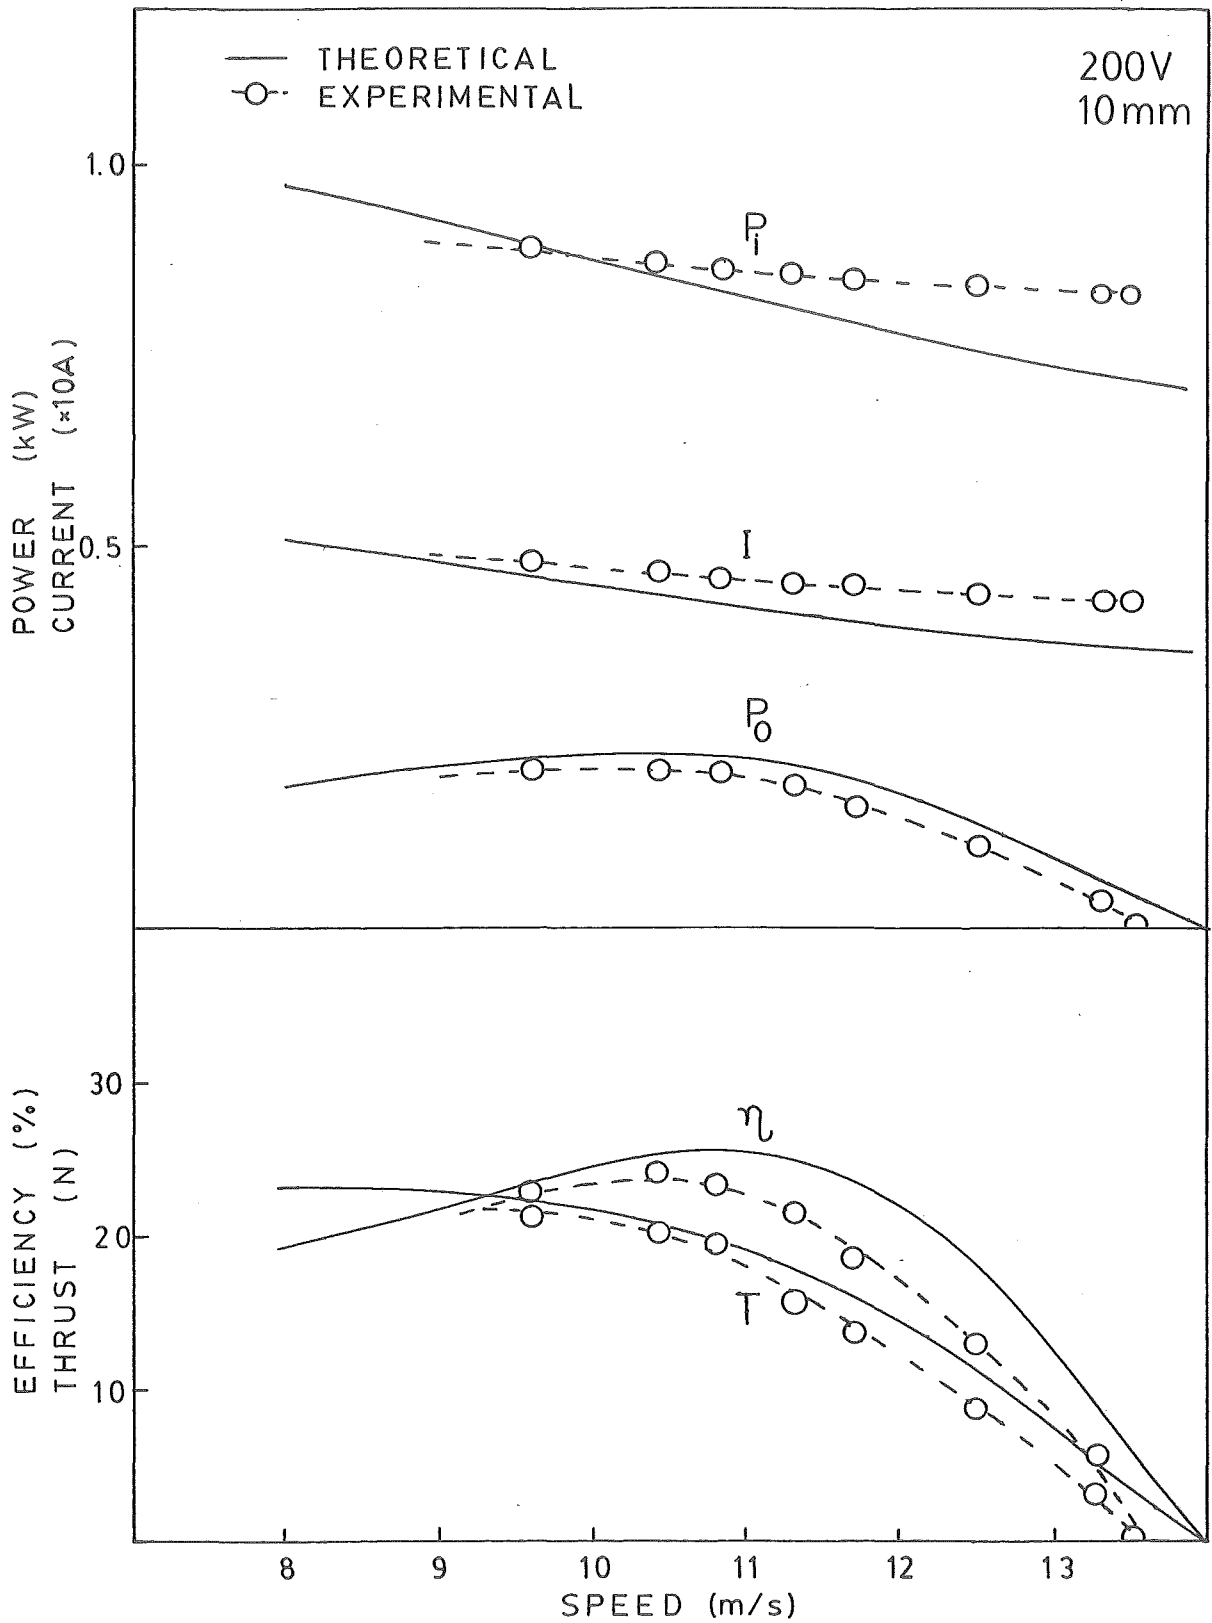 THEORETICAL
EXPERIMENTAL
200V
10mm
1.0
0.5
POWER (kW)
CURRENT (×10A)
Pi
I
Po
30
20
10
EFFICIENCY (%)
THRUST (N)
η
T
8 9 10 11 12 13
SPEED (m/s)